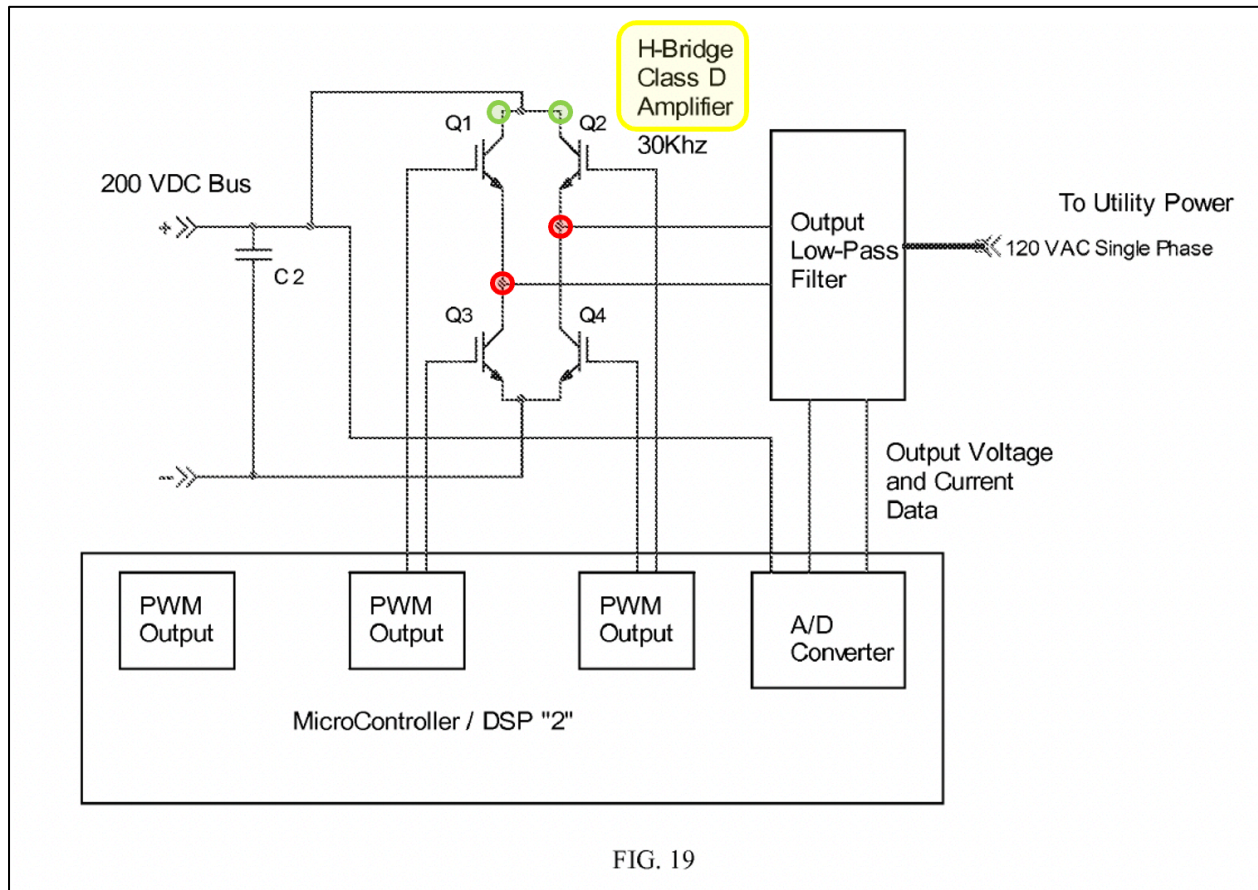 H-Bridge
Class D
Amplifier
30Khz
Q1
Q2
200 VDC Bus
+
C 2
Q3
Q4
-
Output
Low-Pass
Filter
To Utility Power
120 VAC Single Phase
Output Voltage
and Current
Data
PWM
Output
PWM
Output
PWM
Output
A/D
Converter
MicroController / DSP "2"
FIG. 19